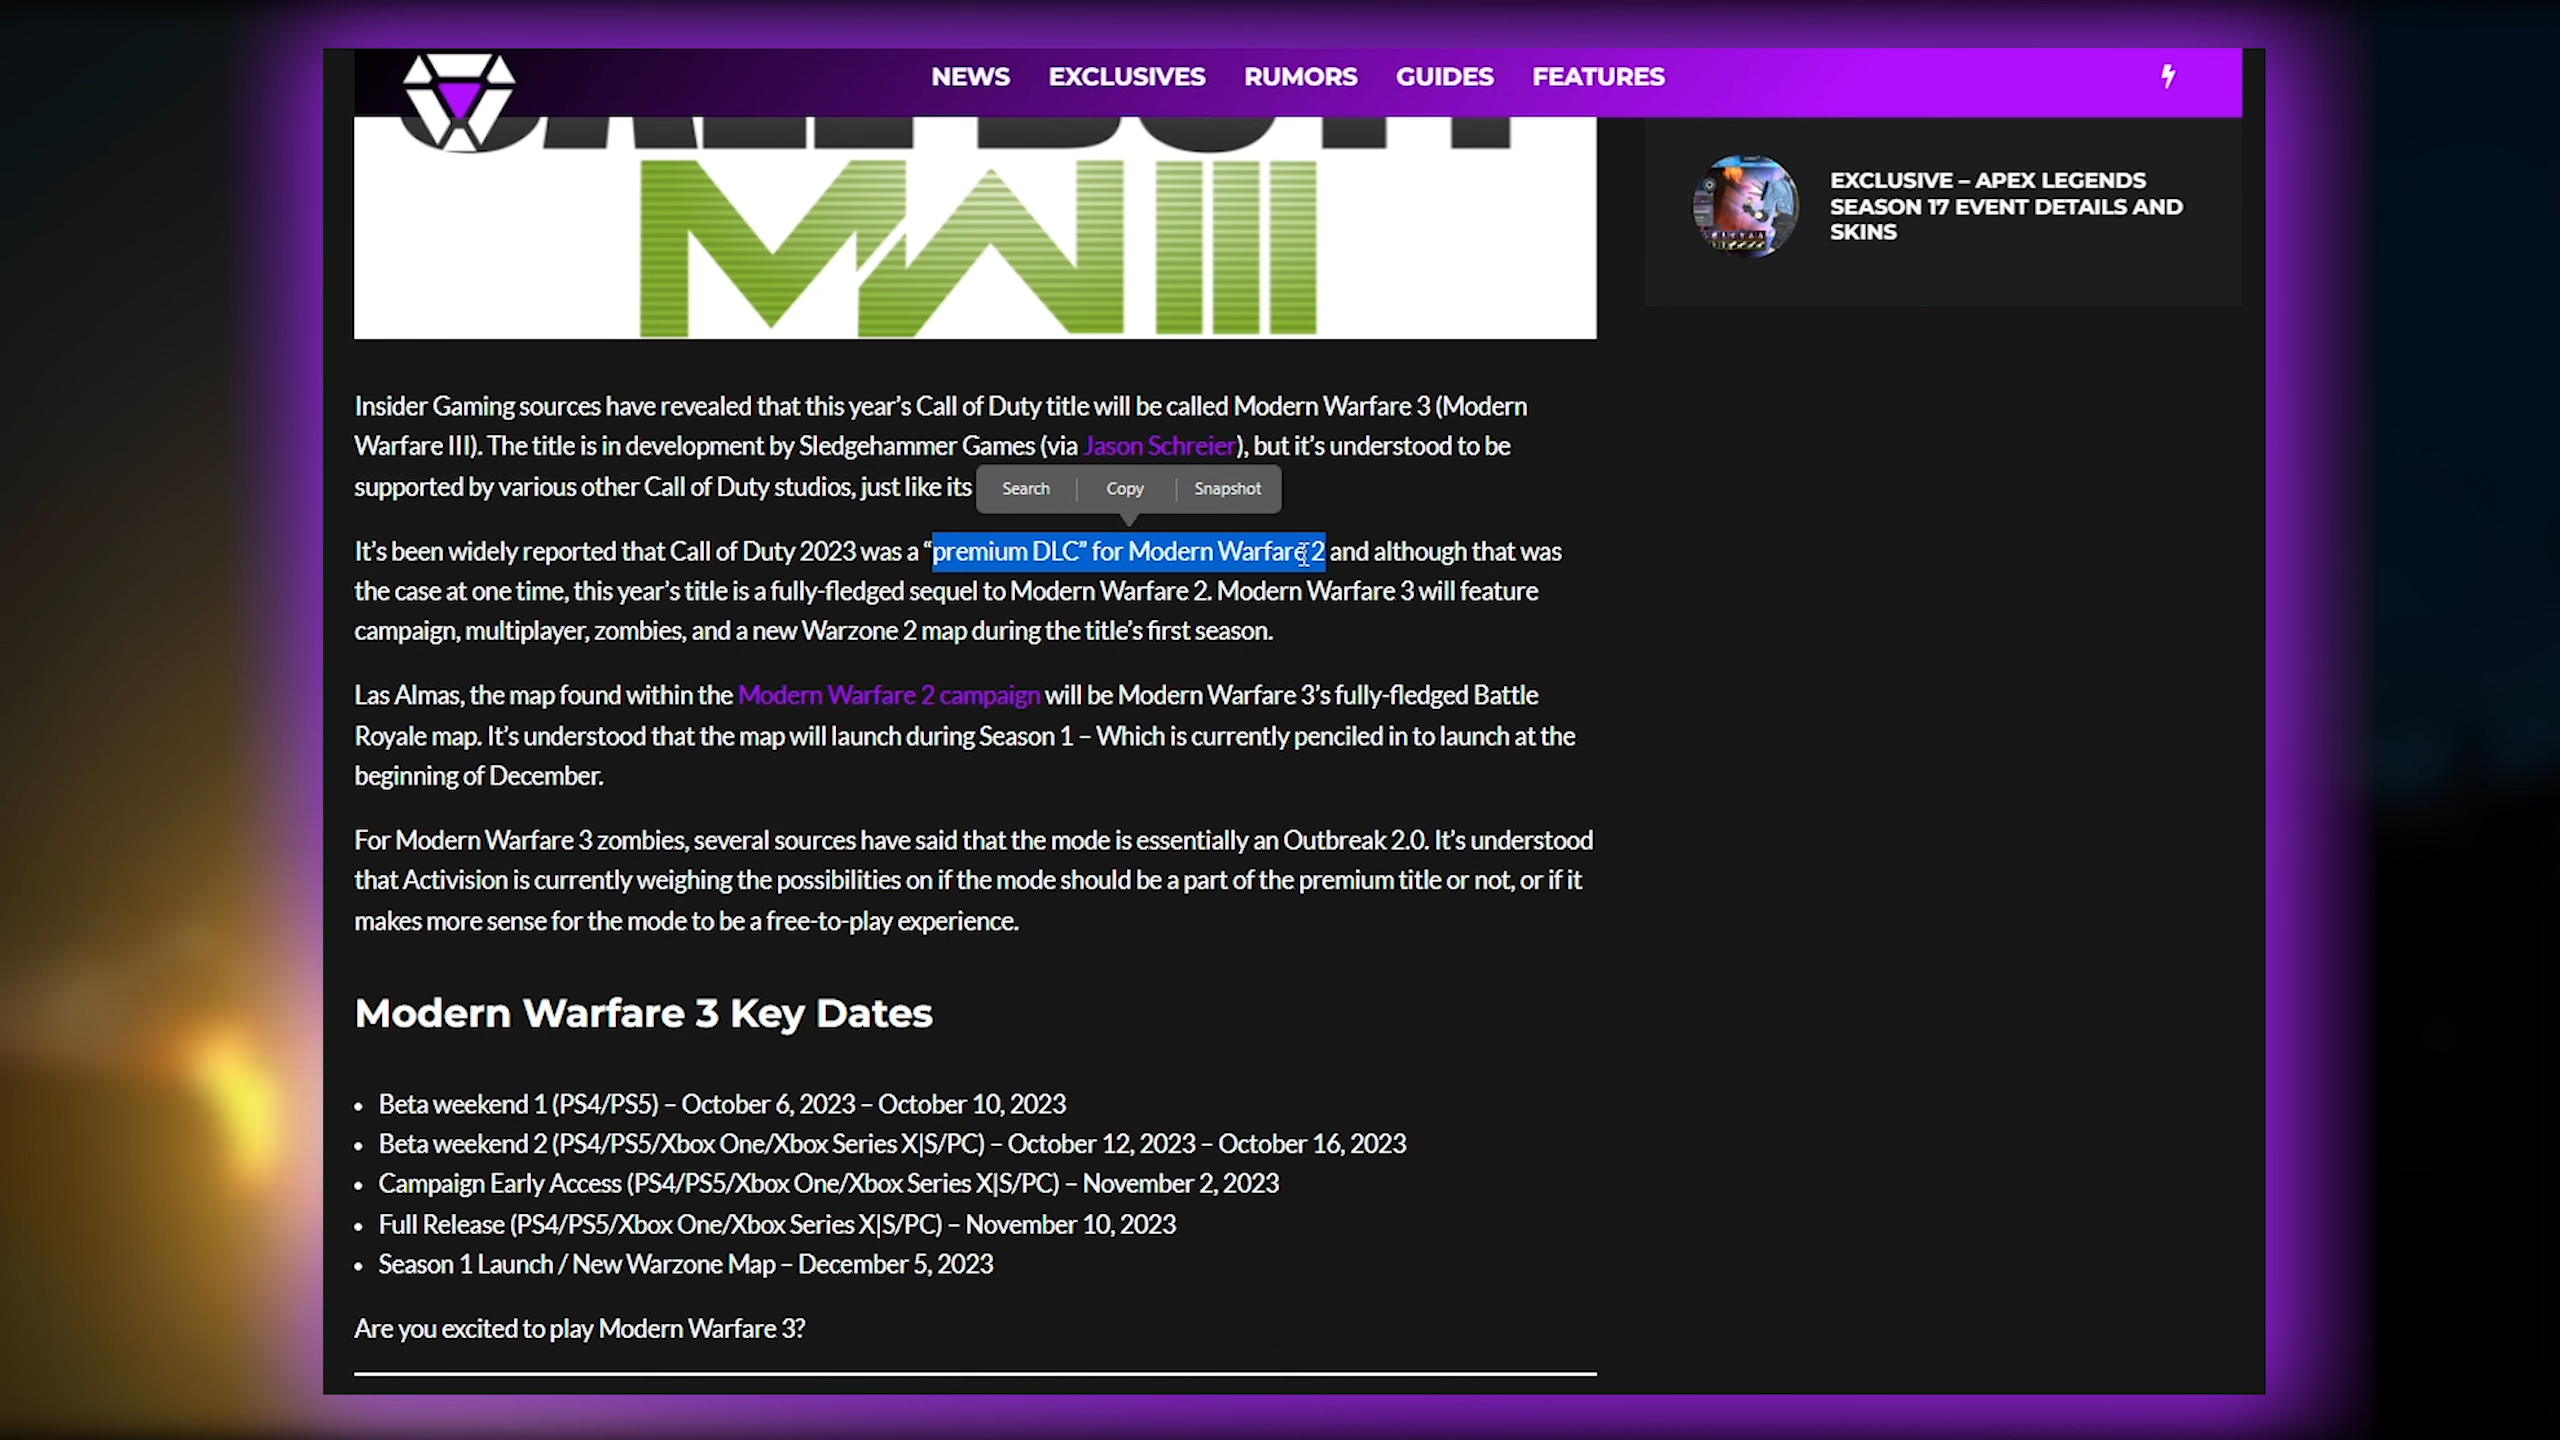 NEWS EXCLUSIVES RUMORS GUIDES FEATURES
MWIII
EXCLUSIVE – APEX LEGENDS
SEASON 17 EVENT DETAILS AND
SKINS
Insider Gaming sources have revealed that this year’s Call of Duty title will be called Modern Warfare 3 (Modern
Warfare III). The title is in development by Sledgehammer Games (via Jason Schreier), but it’s understood to be
supported by various other Call of Duty studios, just like its
Search Copy Snapshot
It’s been widely reported that Call of Duty 2023 was a “premium DLC” for Modern Warfare 2 and although that was
the case at one time, this year’s title is a fully-fledged sequel to Modern Warfare 2. Modern Warfare 3 will feature
campaign, multiplayer, zombies, and a new Warzone 2 map during the title’s first season.
Las Almas, the map found within the Modern Warfare 2 campaign will be Modern Warfare 3’s fully-fledged Battle
Royale map. It’s understood that the map will launch during Season 1 – Which is currently penciled in to launch at the
beginning of December.
For Modern Warfare 3 zombies, several sources have said that the mode is essentially an Outbreak 2.0. It’s understood
that Activision is currently weighing the possibilities on if the mode should be a part of the premium title or not, or if it
makes more sense for the mode to be a free-to-play experience.
Modern Warfare 3 Key Dates
• Beta weekend 1 (PS4/PS5) – October 6, 2023 – October 10, 2023
• Beta weekend 2 (PS4/PS5/Xbox One/Xbox Series X|S/PC) – October 12, 2023 – October 16, 2023
• Campaign Early Access (PS4/PS5/Xbox One/Xbox Series X|S/PC) – November 2, 2023
• Full Release (PS4/PS5/Xbox One/Xbox Series X|S/PC) – November 10, 2023
• Season 1 Launch / New Warzone Map – December 5, 2023
Are you excited to play Modern Warfare 3?